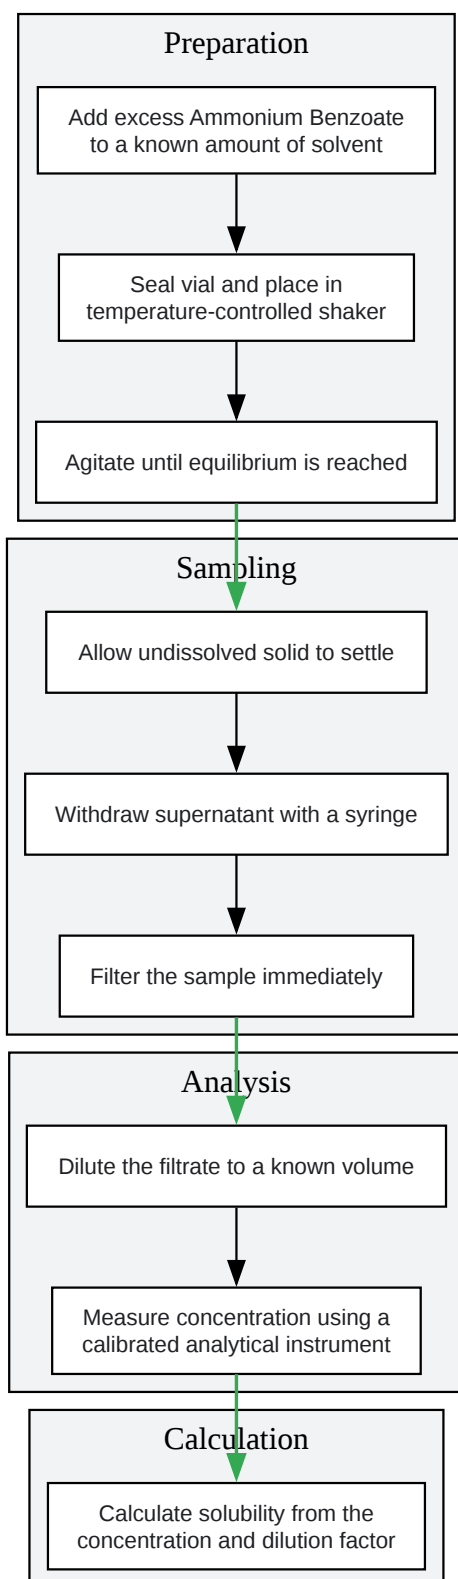 Preparation
Add excess Ammonium Benzoate
to a known amount of solvent
Seal vial and place in
temperature-controlled shaker
Agitate until equilibrium is reached
Sampling
Allow undissolved solid to settle
Withdraw supernatant with a syringe
Filter the sample immediately
Analysis
Dilute the filtrate to a known volume
Measure concentration using a
calibrated analytical instrument
Calculation
Calculate solubility from the
concentration and dilution factor